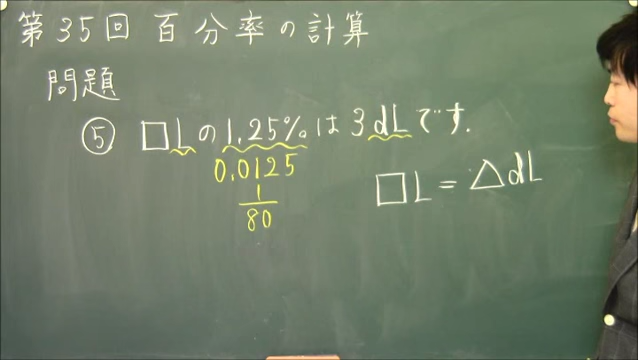 第35回 百分率の計算
問題
⑤ □Lの1.25%は3dLです.
0.0125
1/80
□L=△dL